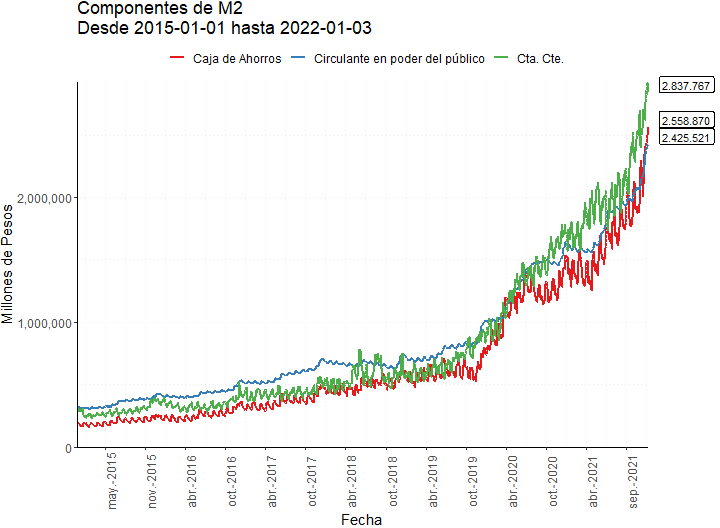 Componentes de M2
Desde 2015-01-01 hasta 2022-01-03
Caja de Ahorros Circulante en poder del público Cta. Cte.
2.837.767
2.558.870
2.425.521
Millones de Pesos
2,000,000
1,000,000
0
may.-2015
nov.-2015
abr.-2016
oct.-2016
abr.-2017
oct.-2017
abr.-2018
oct.-2018
abr.-2019
oct.-2019
abr.-2020
oct.-2020
abr.-2021
sep.-2021
Fecha